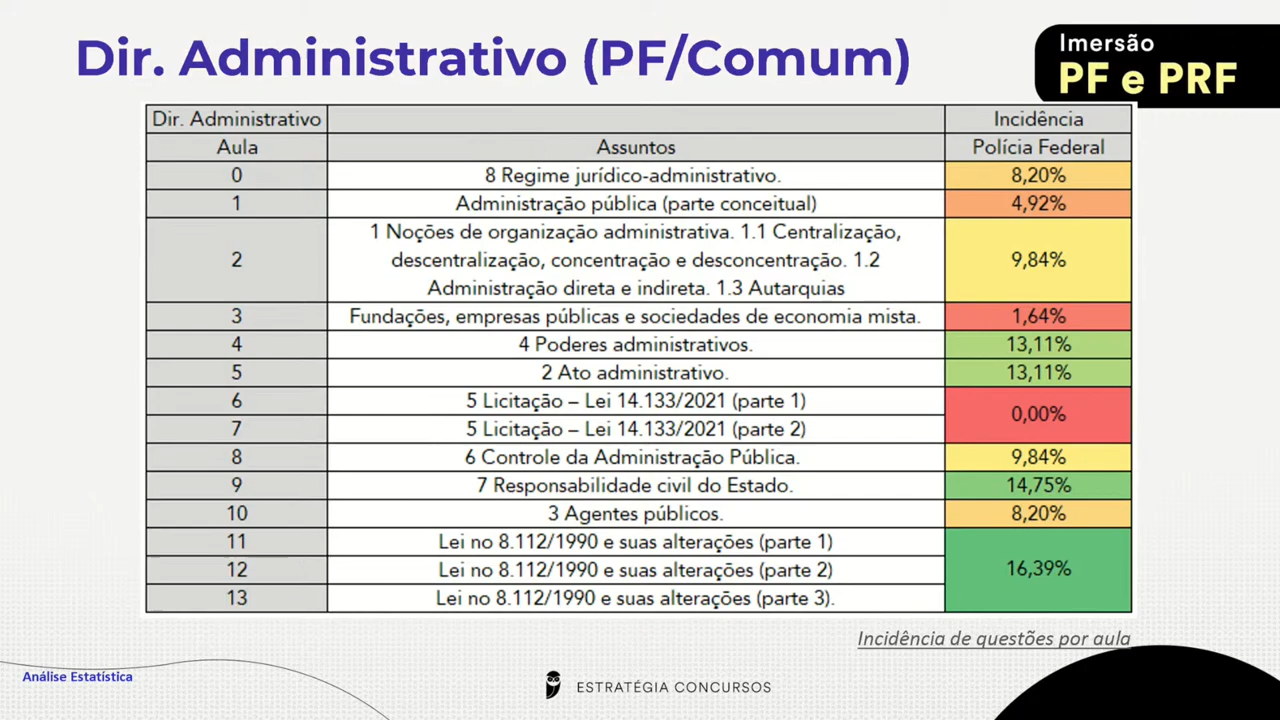 Dir. Administrativo (PF/Comum)
Imersão
PF e PRF
Dir. Administrativo Incidência
Aula Assuntos Polícia Federal
0 8 Regime jurídico-administrativo. 8,20%
1 Administração pública (parte conceitual) 4,92%
1 Noções de organização administrativa. 1.1 Centralização,
2 descentralização, concentração e desconcentração. 1.2 9,84%
Administração direta e indireta. 1.3 Autarquias
3 Fundações, empresas públicas e sociedades de economia mista. 1,64%
4 4 Poderes administrativos. 13,11%
5 2 Ato administrativo. 13,11%
6 5 Licitação – Lei 14.133/2021 (parte 1)
0,00%
7 5 Licitação – Lei 14.133/2021 (parte 2)
8 6 Controle da Administração Pública. 9,84%
9 7 Responsabilidade civil do Estado. 14,75%
10 3 Agentes públicos. 8,20%
11 Lei no 8.112/1990 e suas alterações (parte 1)
12 Lei no 8.112/1990 e suas alterações (parte 2) 16,39%
13 Lei no 8.112/1990 e suas alterações (parte 3).
Incidência de questões por aula
Análise Estatística
ESTRATÉGIA CONCURSOS